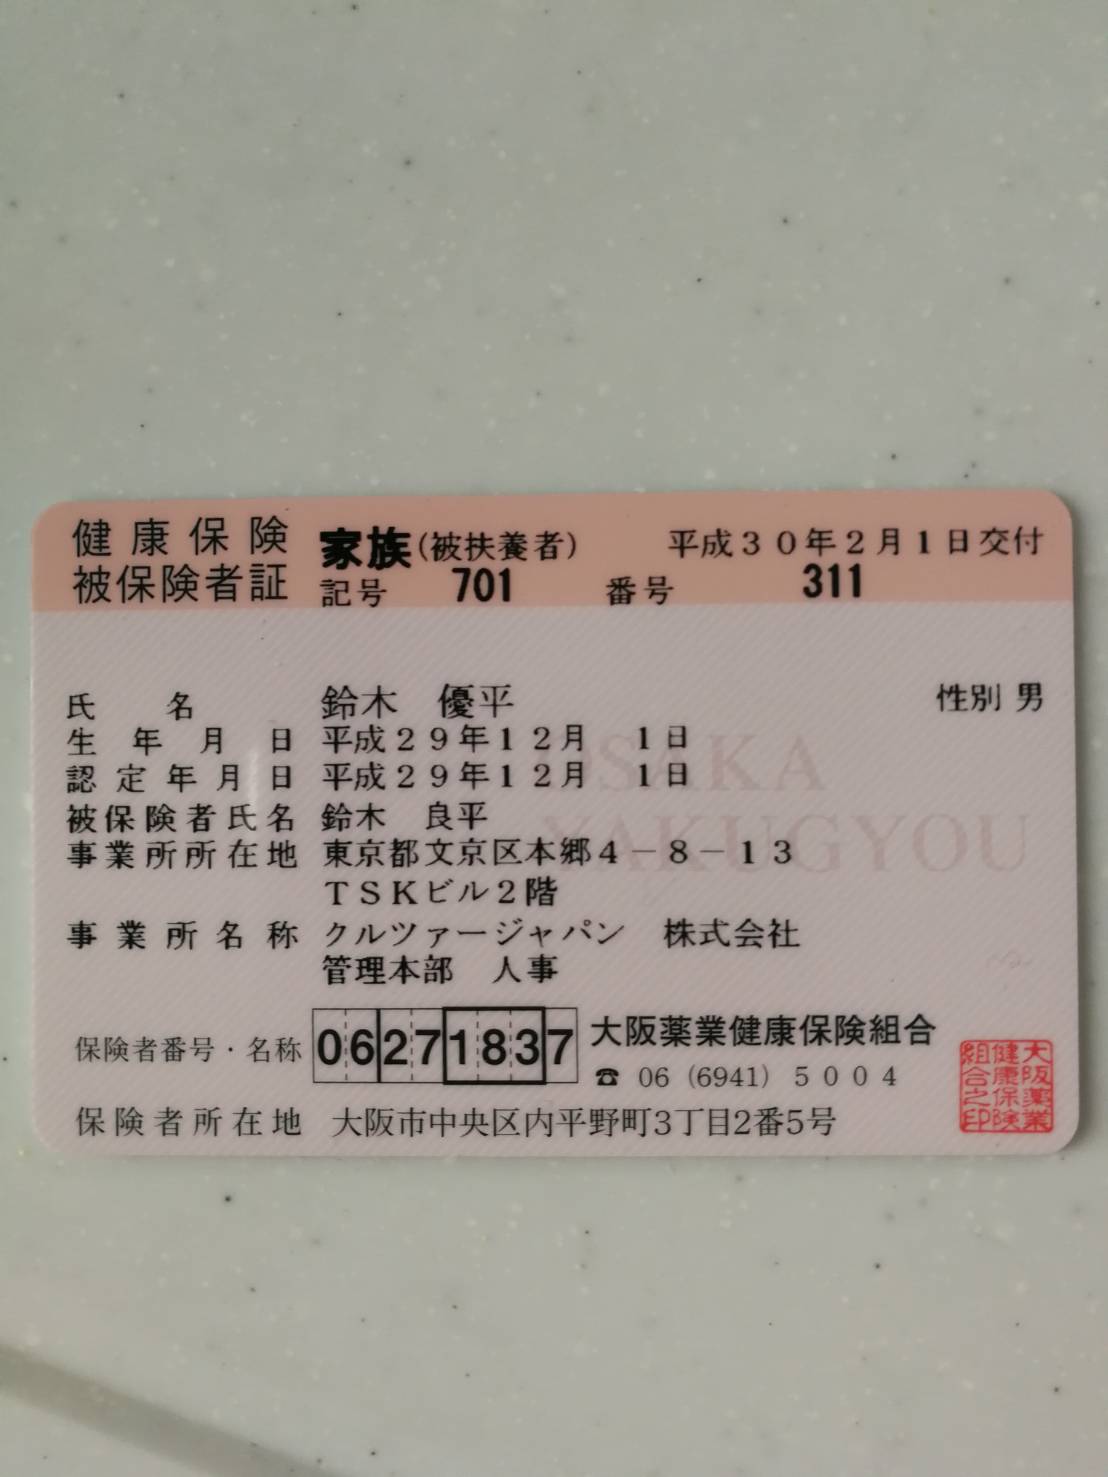 健康保険 家族(被扶養者) 平成30年2月1日交付
被保険者証 記号 701 番号 311
氏名 鈴木 優平 性別 男
生年月日 平成29年12月 1日
認定年月日 平成29年12月 1日
被保険者氏名 鈴木 良平
事業所所在地 東京都文京区本郷4-8-13
TSKビル2階
事業所名称 クルツァージャパン 株式会社
管理本部 人事
OSAKA
YAKUGYOU
保険者番号・名称 06271837 大阪薬業健康保険組合
☎ 06 (6941) 5004
保険者所在地 大阪市中央区内平野町3丁目2番5号
大阪薬業
健康保険
組合之印